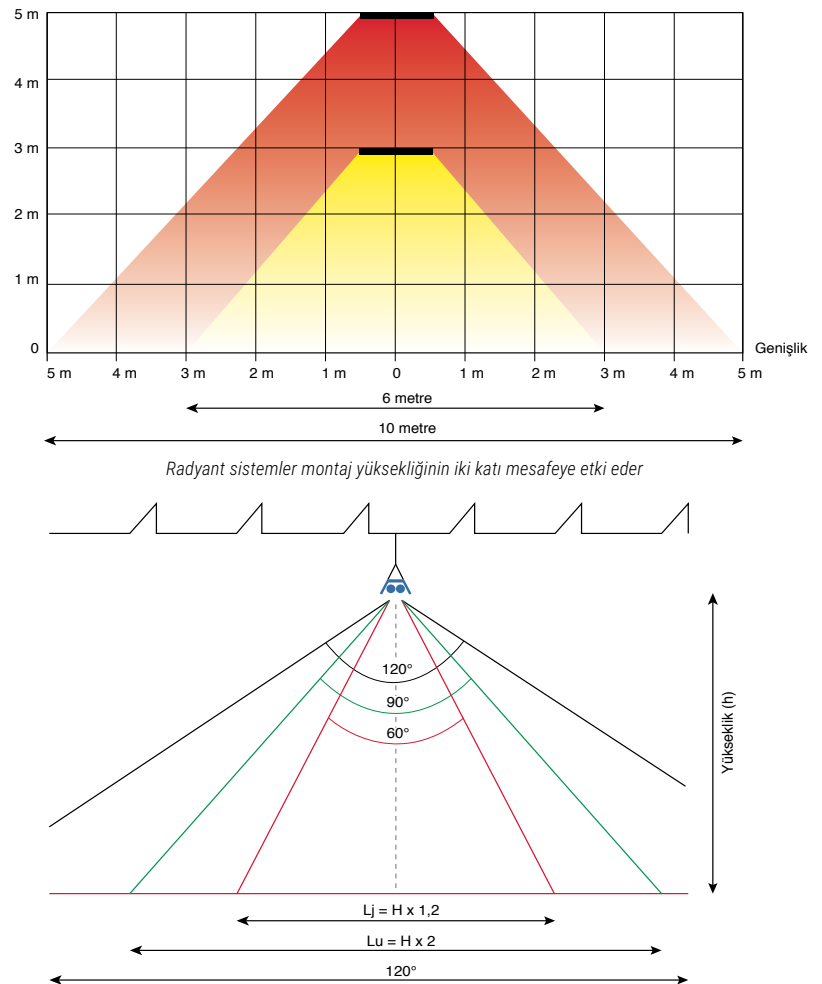 5 m
4 m
3 m
2 m
1 m
0
5 m 4 m 3 m 2 m 1 m 0 1 m 2 m 3 m 4 m 5 m
Genişlik
6 metre
10 metre
Radyant sistemler montaj yüksekliğinin iki katı mesafeye etki eder
120°
90°
60°
Yükseklik (h)
Lj = H x 1,2
Lu = H x 2
120°